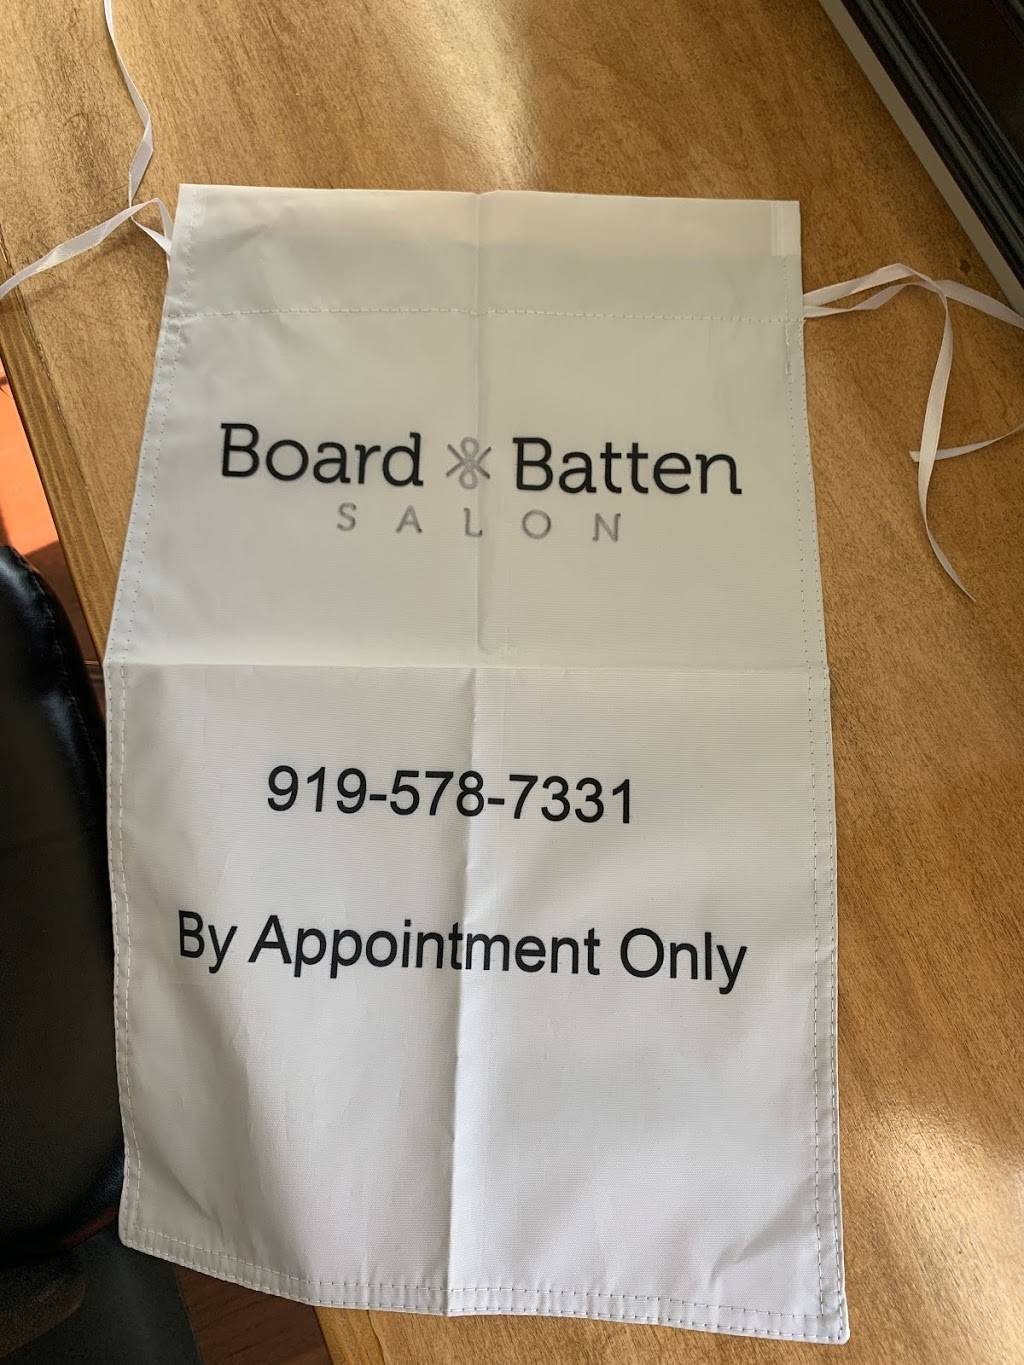 Board & Batten
SALON
919-578-7331
By Appointment Only